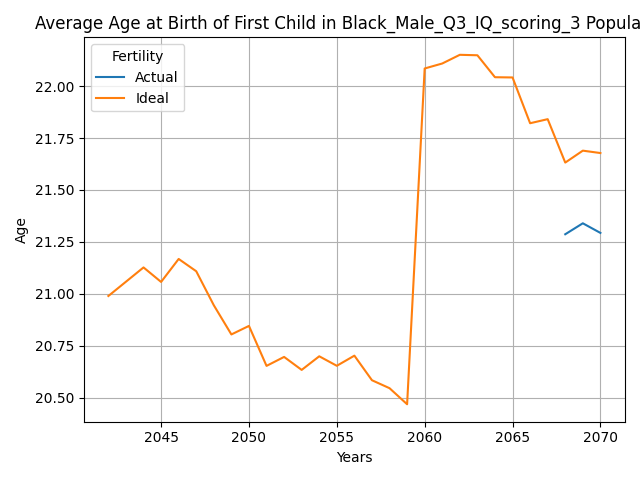 Average Age at Birth of First Child in Black_Male_Q3_IQ_scoring_3 Popula
Fertility
Actual
Ideal
22.00
21.75
21.50
21.25
21.00
20.75
20.50
Age
2045 2050 2055 2060 2065 2070
Years